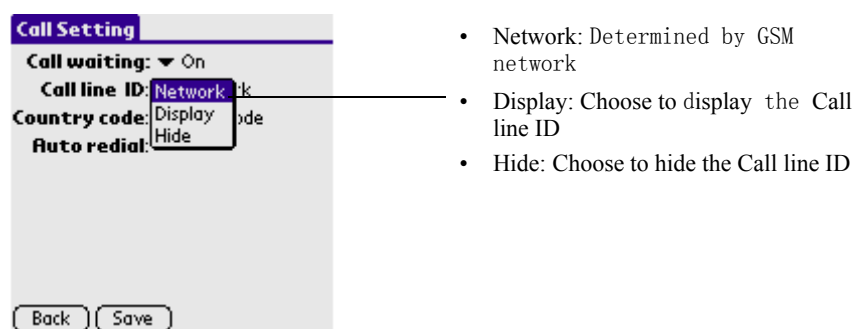 Call Setting
Call waiting: On
Call line ID: Network
Country code: Display
Auto redial: Hide
Back Save
• Network: Determined by GSM
network
• Display: Choose to display the Call
line ID
• Hide: Choose to hide the Call line ID